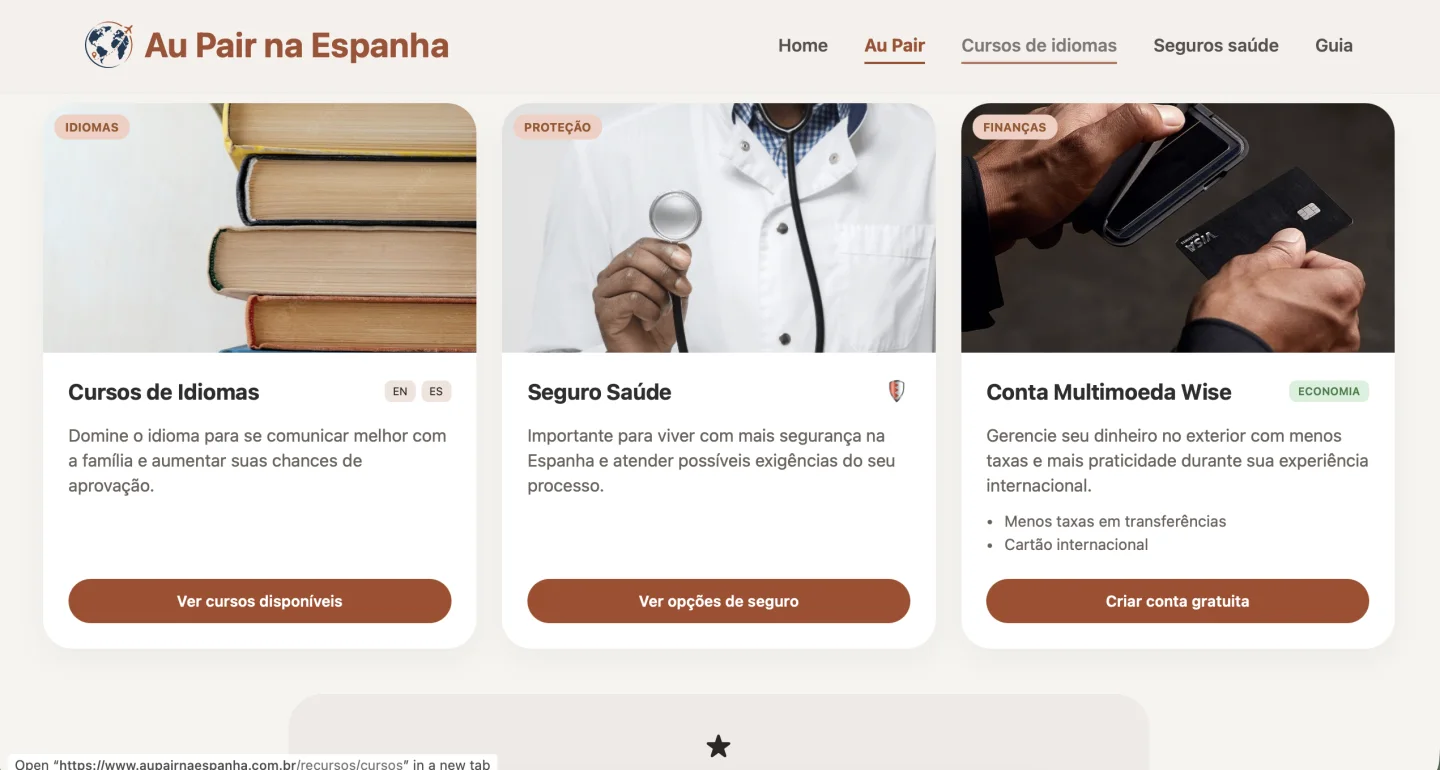 Au Pair na Espanha
Home
Au Pair
Cursos de idiomas
Seguros saúde
Guia
IDIOMAS
PROTEÇÃO
FINANÇAS
VISA
Cursos de Idiomas
EN
ES
Domine o idioma para se comunicar melhor com
a família e aumentar suas chances de
aprovação.
Ver cursos disponíveis
Seguro Saúde
Importante para viver com mais segurança na
Espanha e atender possíveis exigências do seu
processo.
Ver opções de seguro
Conta Multimoeda Wise
ECONOMIA
Gerencie seu dinheiro no exterior com menos
taxas e mais praticidade durante sua experiência
internacional.
• Menos taxas em transferências
• Cartão internacional
Criar conta gratuita
Open “https://www.aupairnaespanha.com.br/recursos/cursos” in a new tab